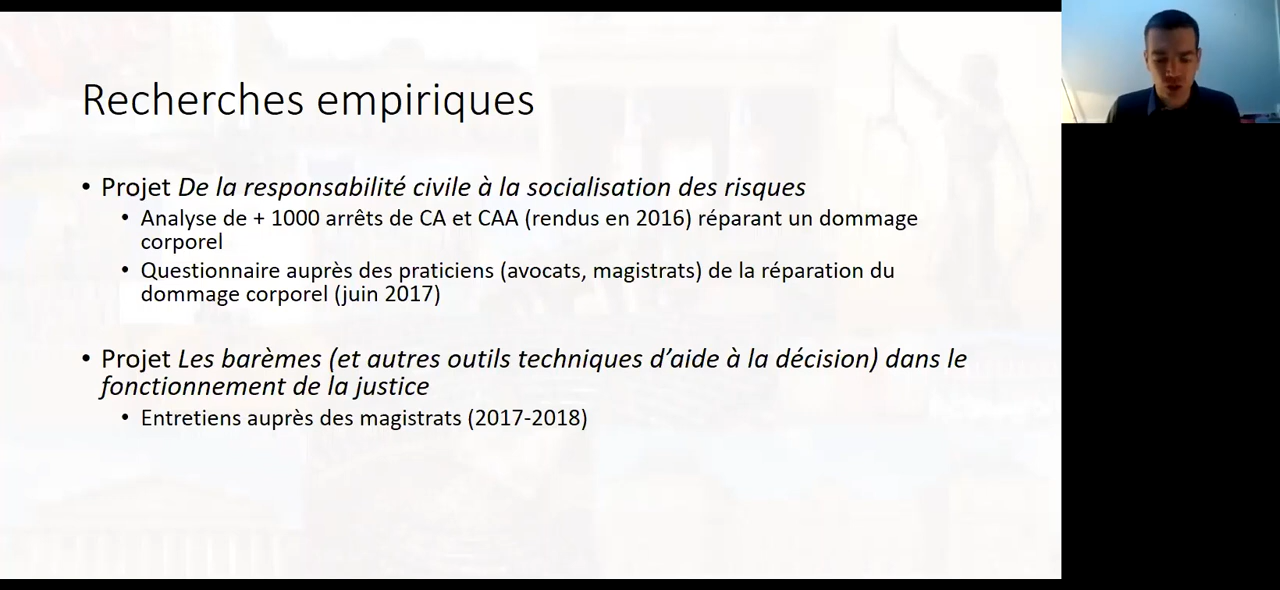 Recherches empiriques
• Projet De la responsabilité civile à la socialisation des risques
• Analyse de + 1000 arrêts de CA et CAA (rendus en 2016) réparant un dommage
corporel
• Questionnaire auprès des praticiens (avocats, magistrats) de la réparation du
dommage corporel (juin 2017)
• Projet Les barèmes (et autres outils techniques d’aide à la décision) dans le
fonctionnement de la justice
• Entretiens auprès des magistrats (2017-2018)